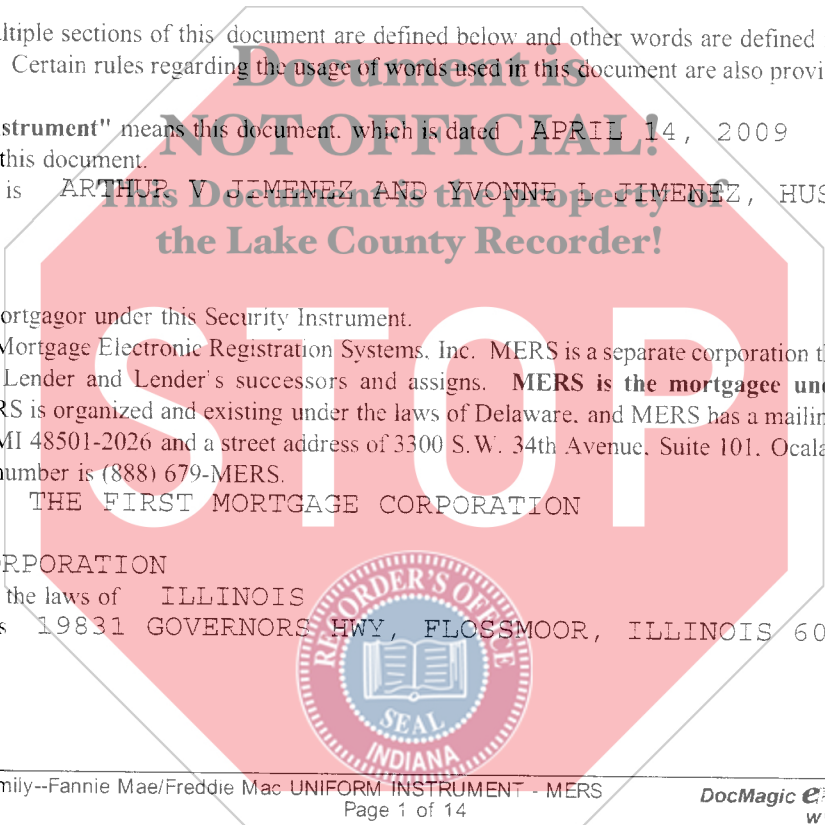 ltiple sections of this document are defined below and other words are defined
Certain rules regarding the usage of words used in this document are also provi
Document is
strument" means this document, which is dated APRIL 14, 2009
NOT OFFICIAL!
this document.
is ARTHUR V JIMENEZ AND YVONNE L JIMENEZ, HUS
This Document is the property of
the Lake County Recorder!
ortgagor under this Security Instrument.
Mortgage Electronic Registration Systems, Inc. MERS is a separate corporation t
Lender and Lender's successors and assigns. MERS is the mortgagee un
RS is organized and existing under the laws of Delaware, and MERS has a mailin
MI 48501-2026 and a street address of 3300 S.W. 34th Avenue, Suite 101, Ocala
number is (888) 679-MERS.
STOP
THE FIRST MORTGAGE CORPORATION
ORPORATION
the laws of ILLINOIS
s 19831 GOVERNORS HWY, FLOSSMOOR, ILLINOIS 60
RECORDER'S OFFICE
SEAL
INDIANA
mily--Fannie Mae/Freddie Mac UNIFORM INSTRUMENT - MERS
Page 1 of 14
DocMagic
w